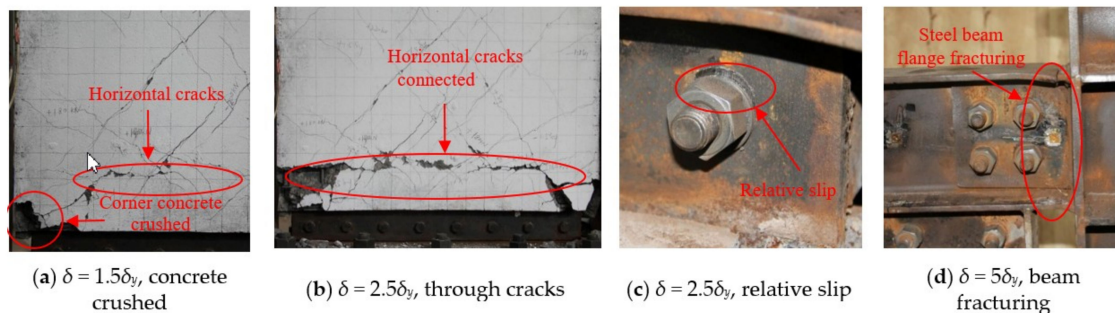 Horizontal cracks
Corner concrete
crushed
Horizontal cracks
connected
Relative slip
Steel beam
flange fracturing
(a) δ = 1.5δy, concrete
crushed
(b) δ = 2.5δy, through cracks
(c) δ = 2.5δy, relative slip
(d) δ = 5δy, beam
fracturing